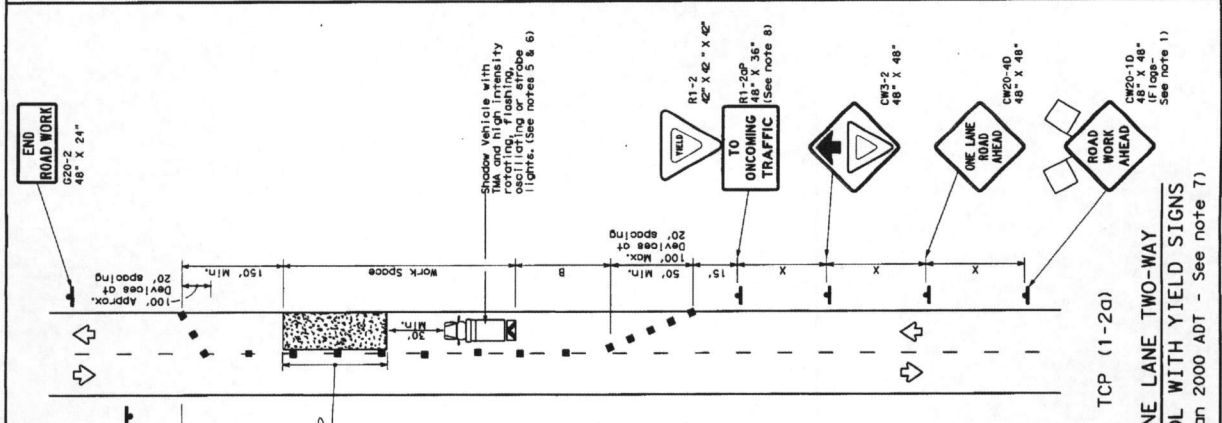 END
ROAD WORK
G20-2
48" X 24"
100' Approx.
Devices at
20' spacing
150' Min.
Work Space
30'
Min.
Shadow Vehicle with
TMA and high intensity
rotating, flashing,
oscillating or strobe
lights. (See notes 5 & 6)
B
50' Min.
100' Max.
Devices at
20' spacing
15'
X
X
X
YIELD
R1-2
42" X 42" X 42"
TO
ONCOMING
TRAFFIC
R1-2aP
48" X 36"
(See note 8)
CW3-2
48" X 48"
ONE LANE
ROAD
AHEAD
CW20-4D
48" X 48"
ROAD
WORK
AHEAD
CW20-1D
48" X 48"
(Flags-
See note 1)
TCP (1-2a)
NE LANE TWO-WAY
OL WITH YIELD SIGNS
an 2000 ADT - See note 7)